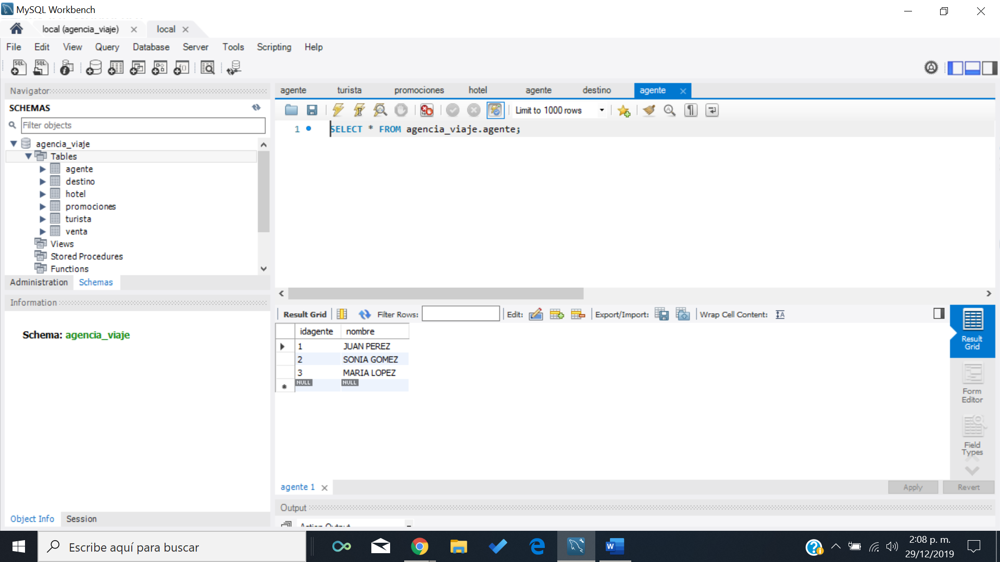 MySQL Workbench
local (agencia_viaje)
local
File Edit View Query Database Server Tools Scripting Help
Navigator
SCHEMAS
Filter objects
agencia_viaje
Tables
agente
destino
hotel
promociones
turista
venta
Views
Stored Procedures
Functions
Administration Schemas
Information
Schema: agencia_viaje
Object Info Session
agente turista promociones hotel agente destino agente
Limit to 1000 rows
1 SELECT * FROM agencia_viaje.agente;
Result Grid Filter Rows: Edit: Export/Import: Wrap Cell Content:
idagente nombre
1 JUAN PEREZ
2 SONIA GOMEZ
3 MARIA LOPEZ
NULL NULL
Result
Grid
Form
Editor
Field
Types
agente 1
Apply Revert
Output
Action Output
Escribe aquí para buscar
2:08 p. m.
29/12/2019